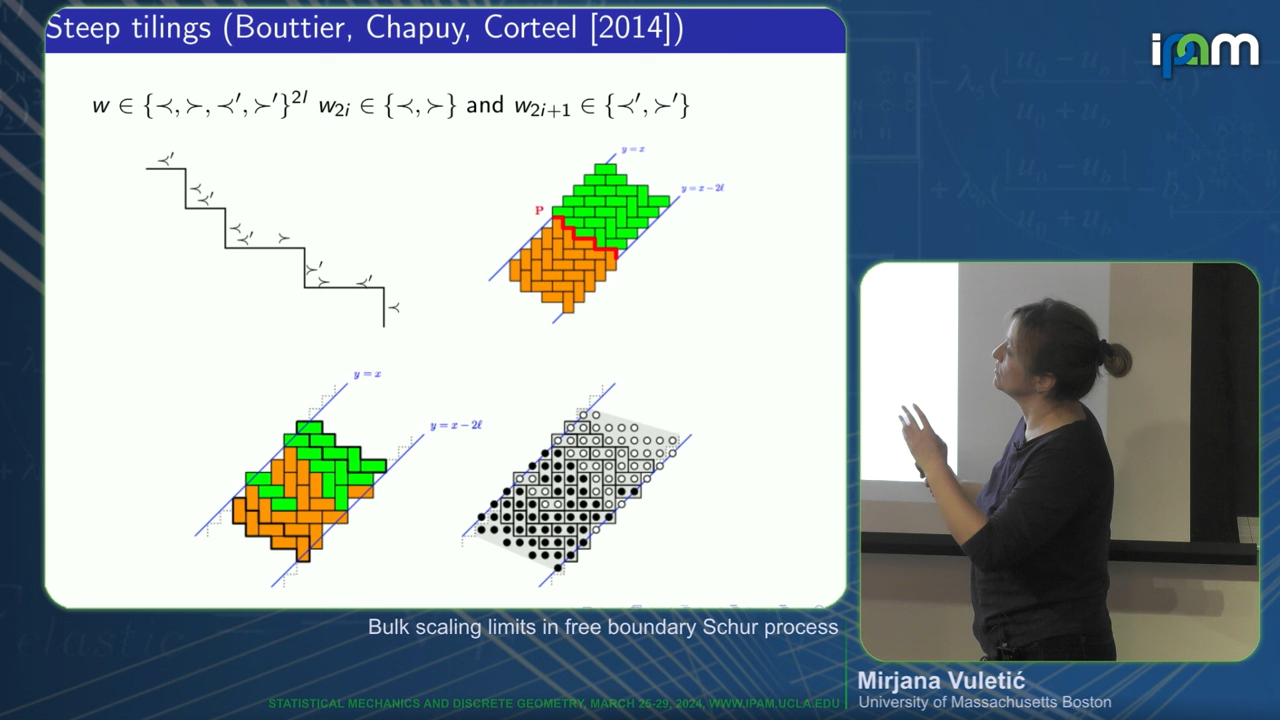 Steep tilings (Bouttier, Chapuy, Corteel [2014])
ipam
w ∈ {≺, ≻, ≺′, ≻′}^{2l} w_{2i} ∈ {≺, ≻} and w_{2i+1} ∈ {≺′, ≻′}
≺′
≺
≺′
≺
≺′ ≻
≻′
≻ ≺′
≺
y = x
y = x − 2ℓ
P
y = x
y = x − 2ℓ
Bulk scaling limits in free boundary Schur process
Mirjana Vuletić
University of Massachusetts Boston
STATISTICAL MECHANICS AND DISCRETE GEOMETRY, MARCH 25-29, 2024, WWW.IPAM.UCLA.EDU